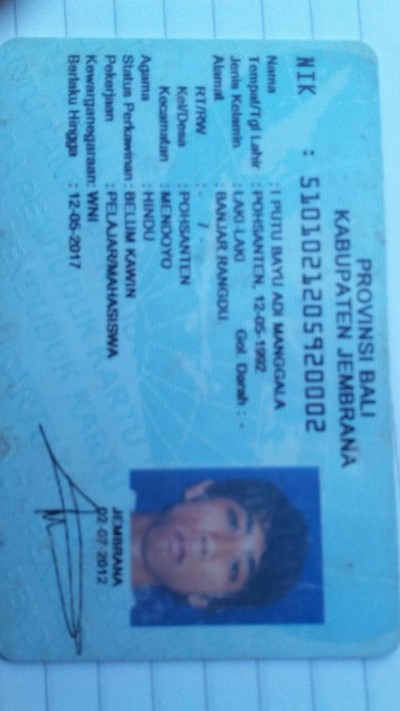 PROVINSI BALI
KABUPATEN JEMBRANA
NIK : 5101021205920002
Nama : I PUTU BAYU ADI MANGGALA
Tempat/Tgl Lahir : POHSANTEN, 12-05-1992
Jenis Kelamin : LAKI-LAKI Gol. Darah : -
Alamat : BANJAR RANGDU
RT/RW : - / -
Kel/Desa : POHSANTEN
Kecamatan : MENDOYO
Agama : HINDU
Status Perkawinan : BELUM KAWIN
Pekerjaan : PELAJAR/MAHASISWA
Kewarganegaraan: WNI
Berlaku Hingga : 12-05-2017
JEMBRANA
02-07-2012